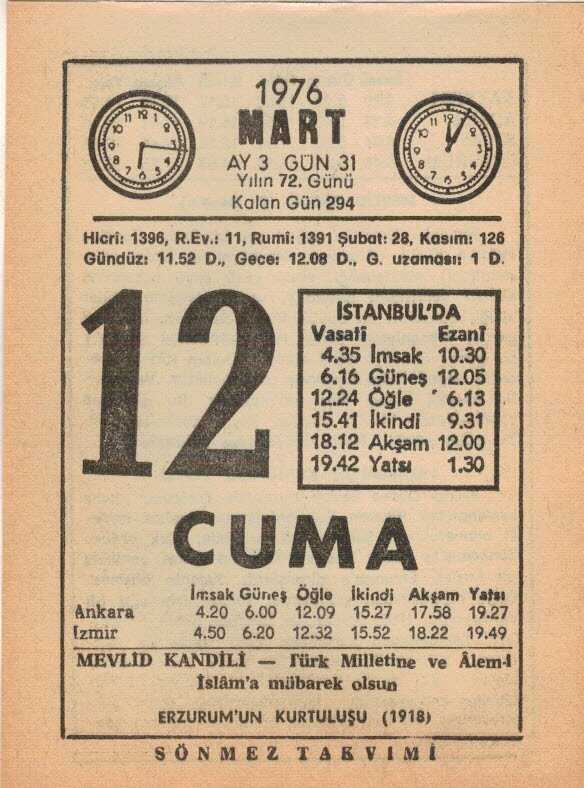 1976
MART
AY 3 GÜN 31
Yılın 72. Günü
Kalan Gün 294
Hicrî: 1396, R.Ev.: 11, Rumî: 1391 Şubat: 28, Kasım: 126
Gündüz: 11.52 D., Gece: 12.08 D., G. uzaması: 1 D.
12
İSTANBUL'DA
Vasatî Ezanî
4.35 İmsak 10.30
6.16 Güneş 12.05
12.24 Öğle 6.13
15.41 İkindi 9.31
18.12 Akşam 12.00
19.42 Yatsı 1.30
CUMA
İmsak Güneş Öğle İkindi Akşam Yatsı
Ankara 4.20 6.00 12.09 15.27 17.58 19.27
İzmir 4.50 6.20 12.32 15.52 18.22 19.49
MEVLİD KANDİLİ — Türk Milletine ve Âlem-i
İslâm'a mübarek olsun
ERZURUM'UN KURTULUŞU (1918)
SÖNMEZ TAKVİMİ